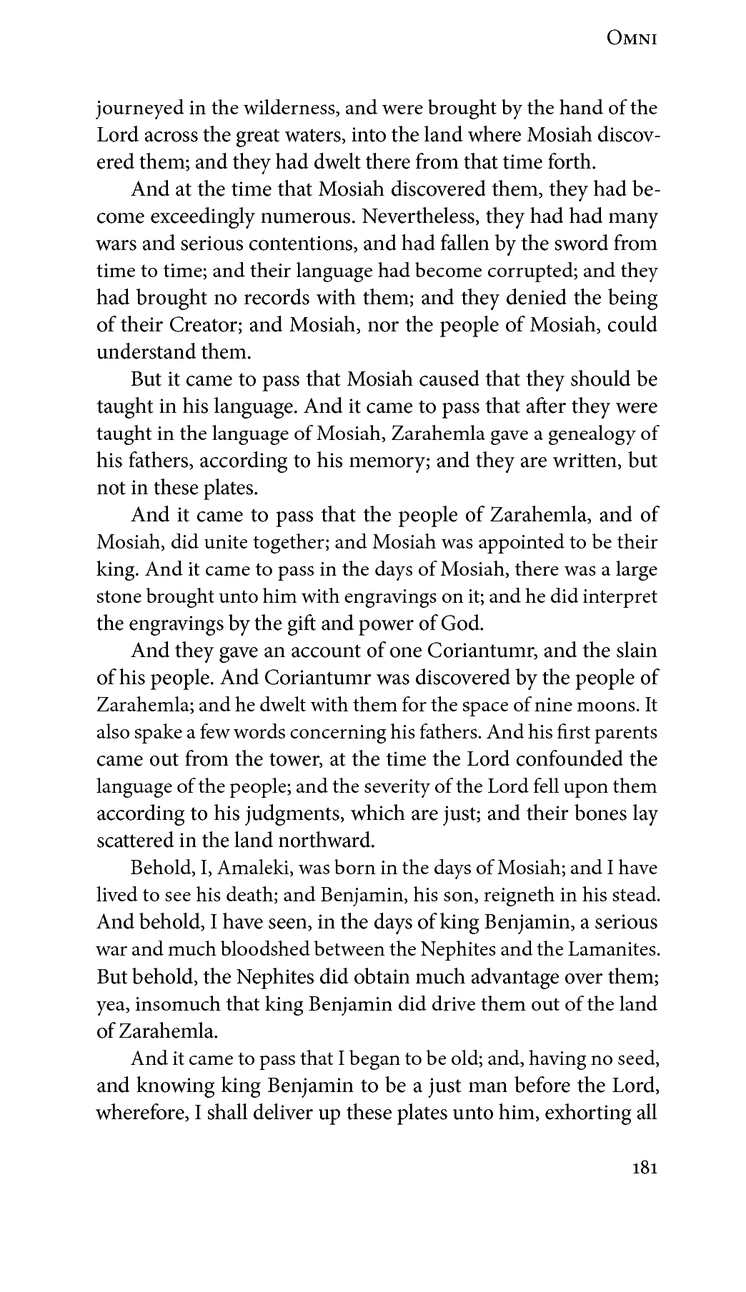 Omni
journeyed in the wilderness, and were brought by the hand of the
Lord across the great waters, into the land where Mosiah discov-
ered them; and they had dwelt there from that time forth.
And at the time that Mosiah discovered them, they had be-
come exceedingly numerous. Nevertheless, they had had many
wars and serious contentions, and had fallen by the sword from
time to time; and their language had become corrupted; and they
had brought no records with them; and they denied the being
of their Creator; and Mosiah, nor the people of Mosiah, could
understand them.
But it came to pass that Mosiah caused that they should be
taught in his language. And it came to pass that after they were
taught in the language of Mosiah, Zarahemla gave a genealogy of
his fathers, according to his memory; and they are written, but
not in these plates.
And it came to pass that the people of Zarahemla, and of
Mosiah, did unite together; and Mosiah was appointed to be their
king. And it came to pass in the days of Mosiah, there was a large
stone brought unto him with engravings on it; and he did interpret
the engravings by the gift and power of God.
And they gave an account of one Coriantumr, and the slain
of his people. And Coriantumr was discovered by the people of
Zarahemla; and he dwelt with them for the space of nine moons. It
also spake a few words concerning his fathers. And his first parents
came out from the tower, at the time the Lord confounded the
language of the people; and the severity of the Lord fell upon them
according to his judgments, which are just; and their bones lay
scattered in the land northward.
Behold, I, Amaleki, was born in the days of Mosiah; and I have
lived to see his death; and Benjamin, his son, reigneth in his stead.
And behold, I have seen, in the days of king Benjamin, a serious
war and much bloodshed between the Nephites and the Lamanites.
But behold, the Nephites did obtain much advantage over them;
yea, insomuch that king Benjamin did drive them out of the land
of Zarahemla.
And it came to pass that I began to be old; and, having no seed,
and knowing king Benjamin to be a just man before the Lord,
wherefore, I shall deliver up these plates unto him, exhorting all
181